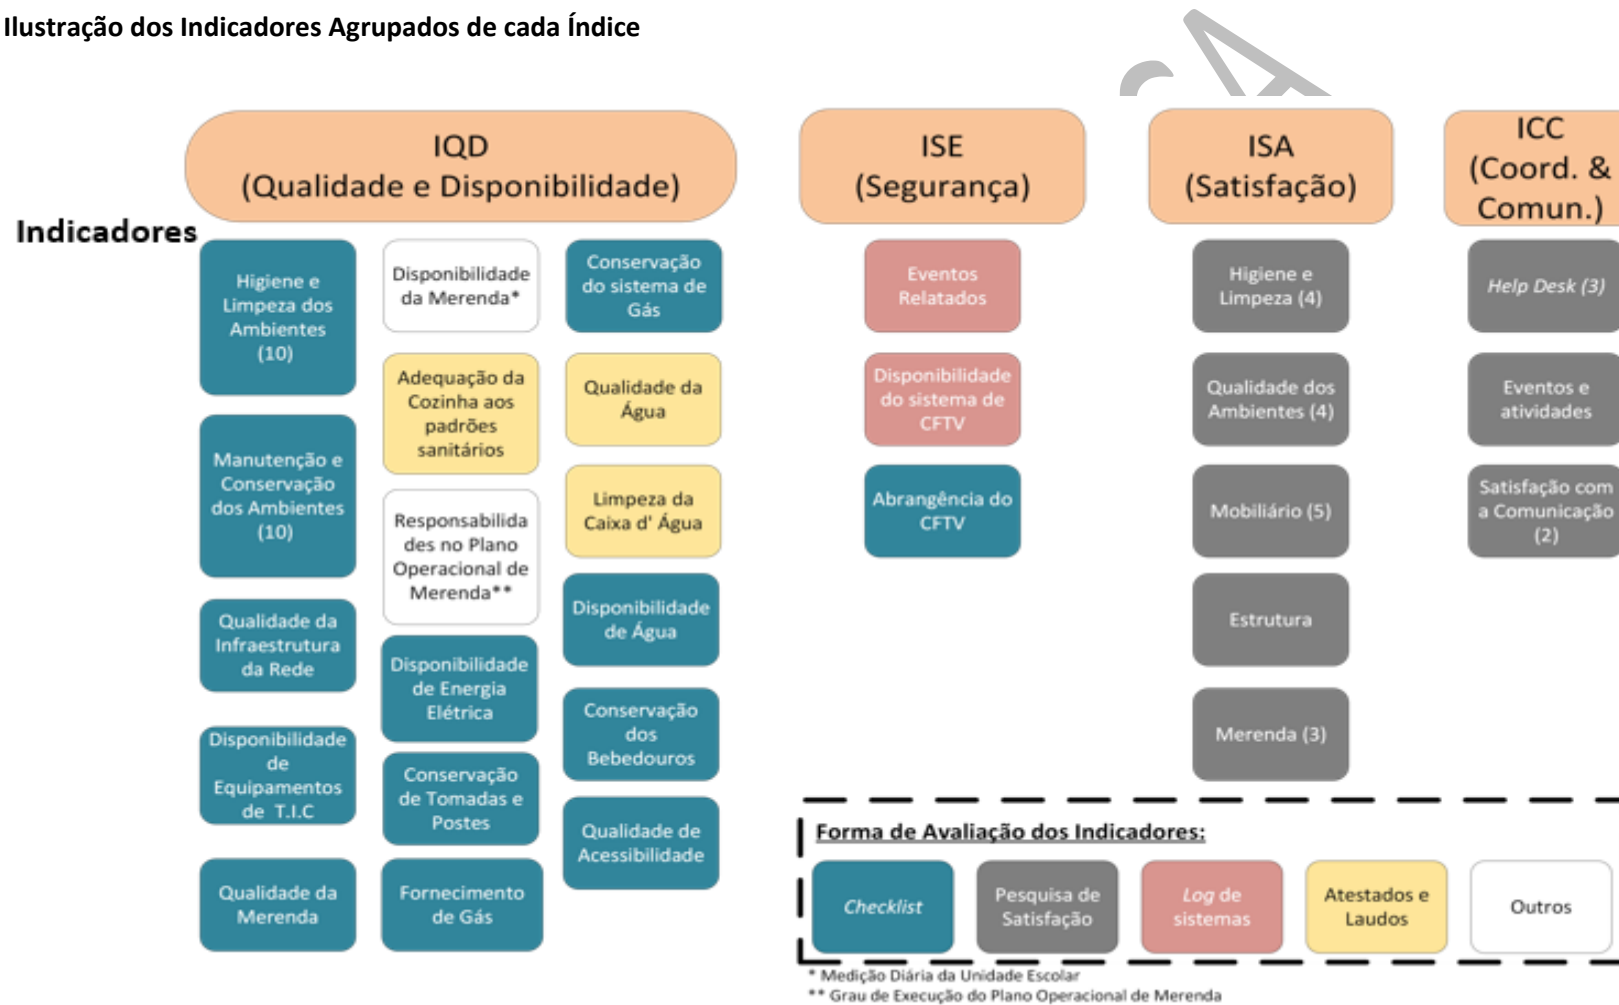 Ilustração dos Indicadores Agrupados de cada Índice
IQD
(Qualidade e Disponibilidade)
ISE
(Segurança)
ISA
(Satisfação)
ICC
(Coord. &
Comun.)
Indicadores
Higiene e
Limpeza dos
Ambientes
(10)
Manutenção e
Conservação
dos Ambientes
(10)
Qualidade da
Infraestrutura
da Rede
Disponibilidade
de
Equipamentos
de T.I.C
Qualidade da
Merenda
Disponibilidade
da Merenda*
Adequação da
Cozinha aos
padrões
sanitários
Responsabilida
des no Plano
Operacional de
Merenda**
Disponibilidade
de Energia
Elétrica
Conservação
de Tomadas e
Postes
Fornecimento
de Gás
Conservação
do sistema de
Gás
Qualidade da
Água
Limpeza da
Caixa d' Água
Disponibilidade
de Água
Conservação
dos
Bebedouros
Qualidade de
Acessibilidade
Eventos
Relatados
Disponibilidade
do sistema de
CFTV
Abrangência do
CFTV
Higiene e
Limpeza (4)
Qualidade dos
Ambientes (4)
Mobiliário (5)
Estrutura
Merenda (3)
Help Desk (3)
Eventos e
atividades
Satisfação com
a Comunicação
(2)
Forma de Avaliação dos Indicadores:
Checklist
Pesquisa de
Satisfação
Log de
sistemas
Atestados e
Laudos
Outros
* Medição Diária da Unidade Escolar
** Grau de Execução do Plano Operacional de Merenda